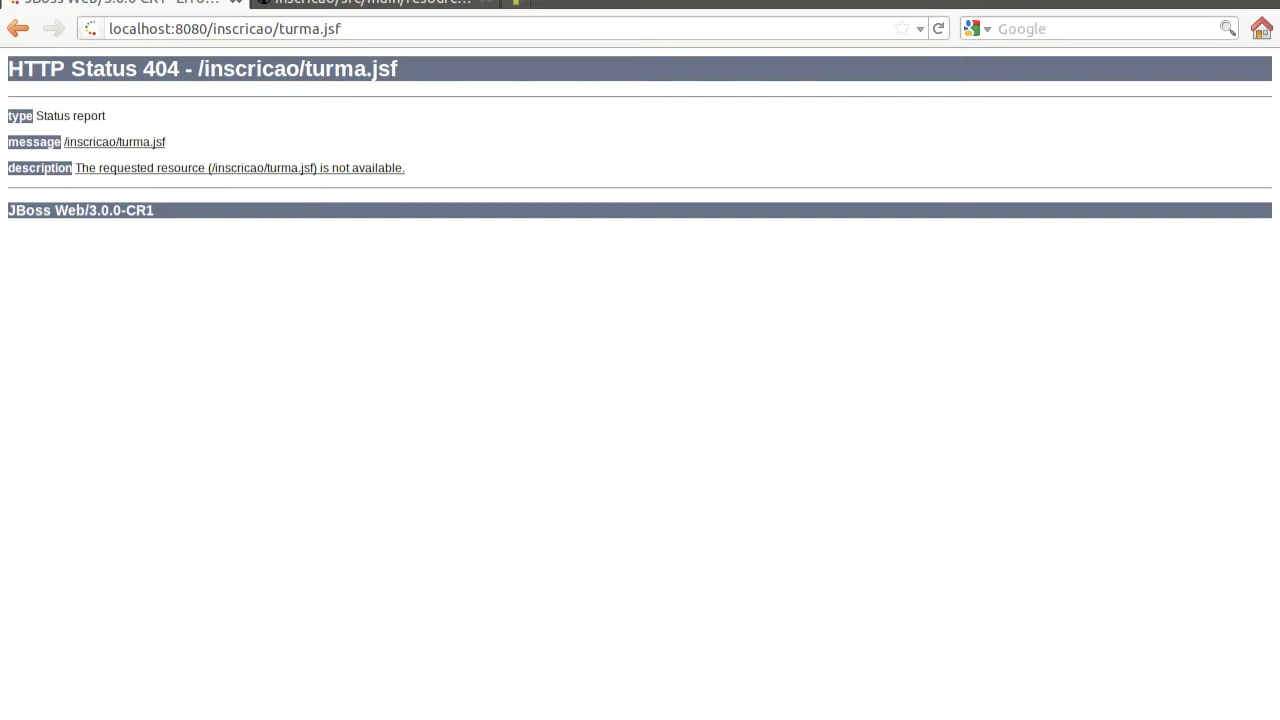 localhost:8080/inscricao/turma.jsf
Google
HTTP Status 404 - /inscricao/turma.jsf
type Status report
message /inscricao/turma.jsf
description The requested resource (/inscricao/turma.jsf) is not available.
JBoss Web/3.0.0-CR1